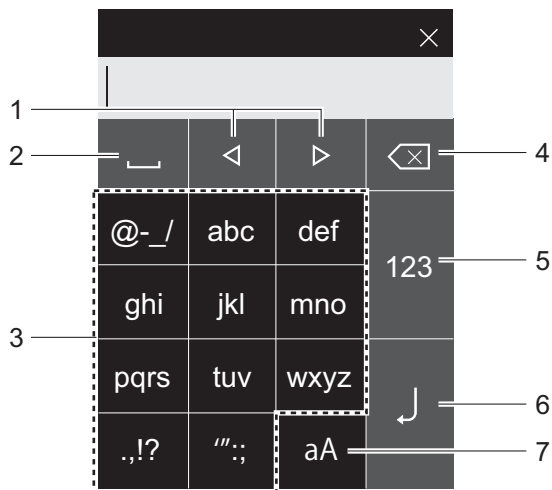 1
2
4
@-_/ abc def
123 5
ghi jkl mno
3
pqrs tuv wxyz
6
.,!? ‘”:; aA 7